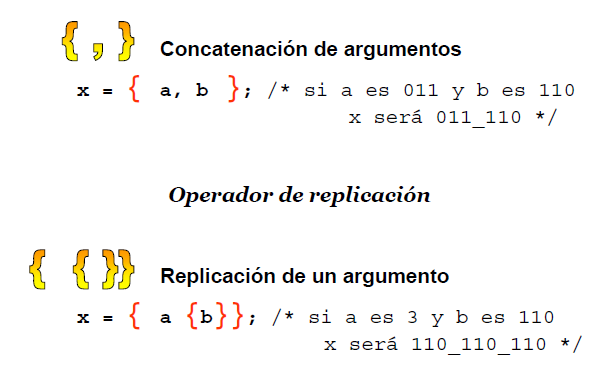 { , } Concatenación de argumentos
x = { a, b }; /* si a es 011 y b es 110
x será 011_110 */
Operador de replicación
{ { }} Replicación de un argumento
x = { a {b}}; /* si a es 3 y b es 110
x será 110_110_110 */